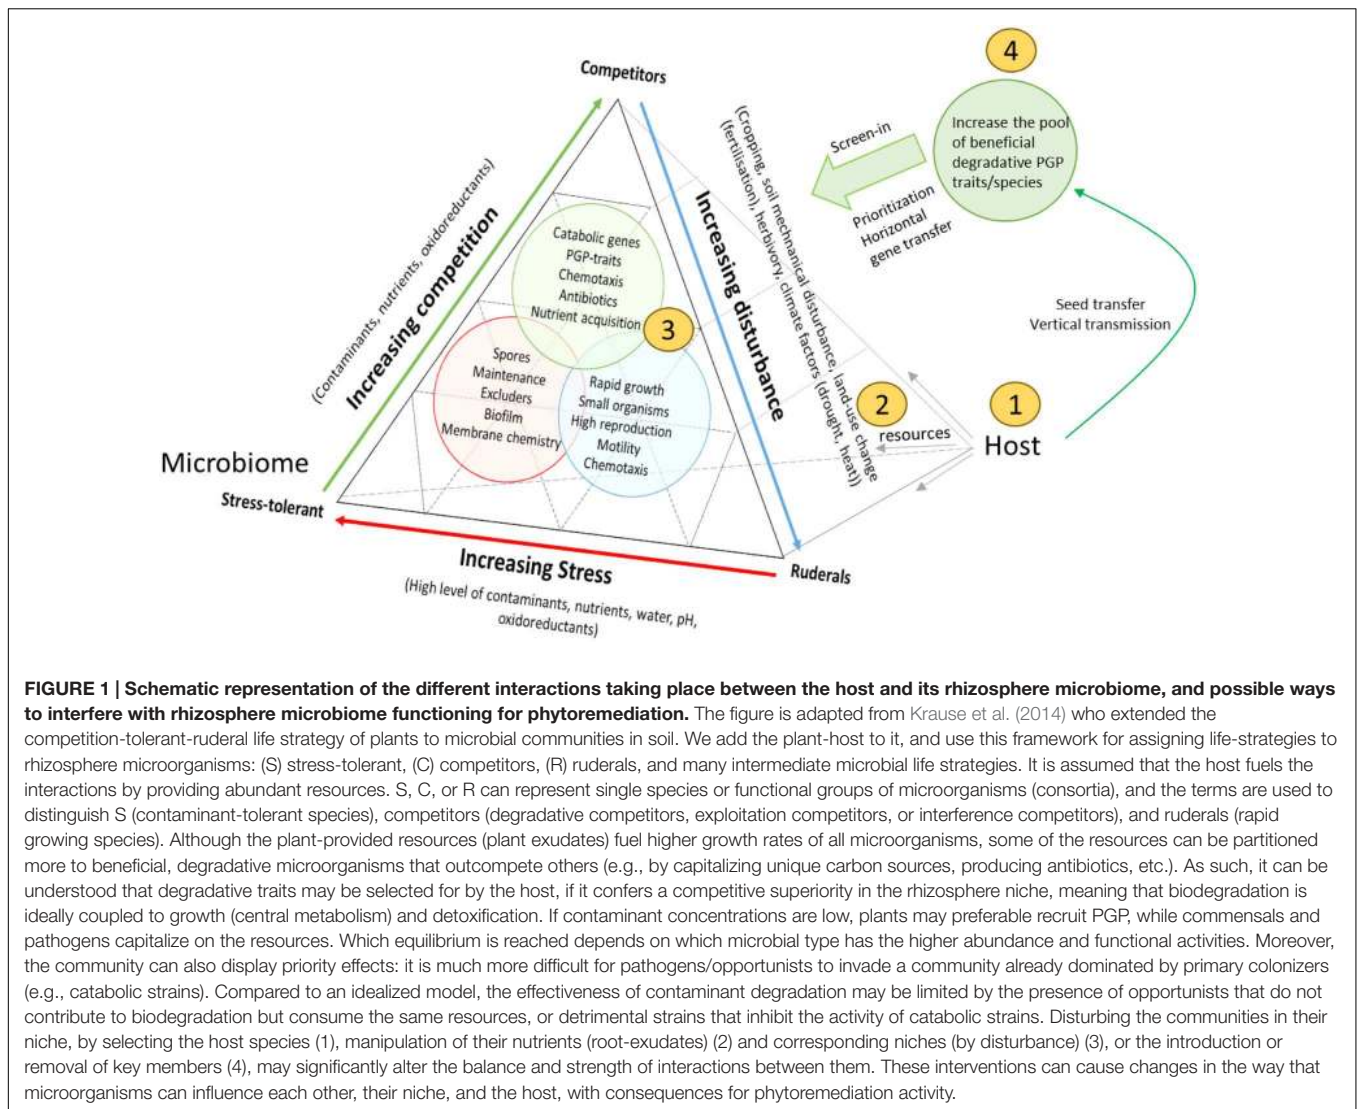 4
Competitors
Increase the pool
of beneficial
degradative PGP
traits/species
Screen-in
Prioritization
Horizontal
gene transfer
(Cropping, soil mechnanical disturbance, land-use change
(fertilisation), herbivory, climate factors (drought, heat))
Increasing disturbance
(Contaminants, nutrients, oxidoreductants)
Increasing competition
Catabolic genes
PGP-traits
Chemotaxis
Antibiotics
Nutrient acquisition
3
Seed transfer
Vertical transmission
Spores
Maintenance
Excluders
Biofilm
Membrane chemistry
Rapid growth
Small organisms
High reproduction
Motility
Chemotaxis
2
resources
1
Host
Microbiome
Stress-tolerant
Increasing Stress
(High level of contaminants, nutrients, water, pH,
oxidoreductants)
Ruderals
FIGURE 1 | Schematic representation of the different interactions taking place between the host and its rhizosphere microbiome, and possible ways
to interfere with rhizosphere microbiome functioning for phytoremediation. The figure is adapted from Krause et al. (2014) who extended the
competition-tolerant-ruderal life strategy of plants to microbial communities in soil. We add the plant-host to it, and use this framework for assigning life-strategies to
rhizosphere microorganisms: (S) stress-tolerant, (C) competitors, (R) ruderals, and many intermediate microbial life strategies. It is assumed that the host fuels the
interactions by providing abundant resources. S, C, or R can represent single species or functional groups of microorganisms (consortia), and the terms are used to
distinguish S (contaminant-tolerant species), competitors (degradative competitors, exploitation competitors, or interference competitors), and ruderals (rapid
growing species). Although the plant-provided resources (plant exudates) fuel higher growth rates of all microorganisms, some of the resources can be partitioned
more to beneficial, degradative microorganisms that outcompete others (e.g., by capitalizing unique carbon sources, producing antibiotics, etc.). As such, it can be
understood that degradative traits may be selected for by the host, if it confers a competitive superiority in the rhizosphere niche, meaning that biodegradation is
ideally coupled to growth (central metabolism) and detoxification. If contaminant concentrations are low, plants may preferable recruit PGP, while commensals and
pathogens capitalize on the resources. Which equilibrium is reached depends on which microbial type has the higher abundance and functional activities. Moreover,
the community can also display priority effects: it is much more difficult for pathogens/opportunists to invade a community already dominated by primary colonizers
(e.g., catabolic strains). Compared to an idealized model, the effectiveness of contaminant degradation may be limited by the presence of opportunists that do not
contribute to biodegradation but consume the same resources, or detrimental strains that inhibit the activity of catabolic strains. Disturbing the communities in their
niche, by selecting the host species (1), manipulation of their nutrients (root-exudates) (2) and corresponding niches (by disturbance) (3), or the introduction or
removal of key members (4), may significantly alter the balance and strength of interactions between them. These interventions can cause changes in the way that
microorganisms can influence each other, their niche, and the host, with consequences for phytoremediation activity.